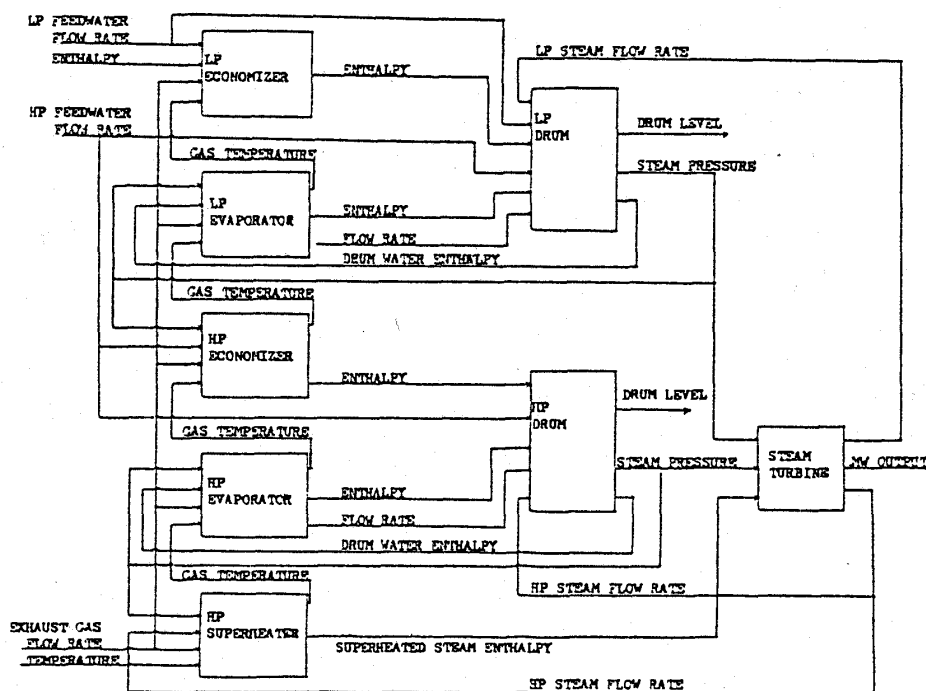 LP FEEDWATER
FLOW RATE
ENTHALPY
LP
ECONOMIZER
ENTHALPY
LP STEAM FLOW RATE
HP FEEDWATER
FLOW RATE
LP
DRUM
DRUM LEVEL
STEAM PRESSURE
GAS TEMPERATURE
LP
EVAPORATOR
ENTHALPY
FLOW RATE
DRUM WATER ENTHALPY
GAS TEMPERATURE
HP
ECONOMIZER
ENTHALPY
HP
DRUM
DRUM LEVEL
GAS TEMPERATURE
HP
EVAPORATOR
ENTHALPY
FLOW RATE
DRUM WATER ENTHALPY
STEAM PRESSURE
STEAM
TURBINE
MW OUTPUT
GAS TEMPERATURE
HP STEAM FLOW RATE
HP
SUPERHEATER
EXHAUST GAS
FLOW RATE
TEMPERATURE
SUPERHEATED STEAM ENTHALPY
HP STEAM FLOW RATE